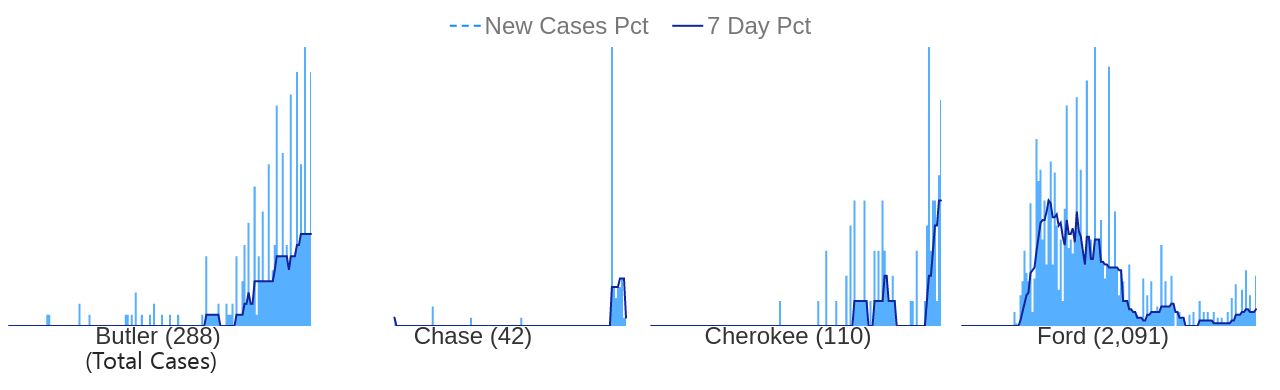 New Cases Pct 7 Day Pct
Butler (288) Chase (42) Cherokee (110) Ford (2,091)
(Total Cases)